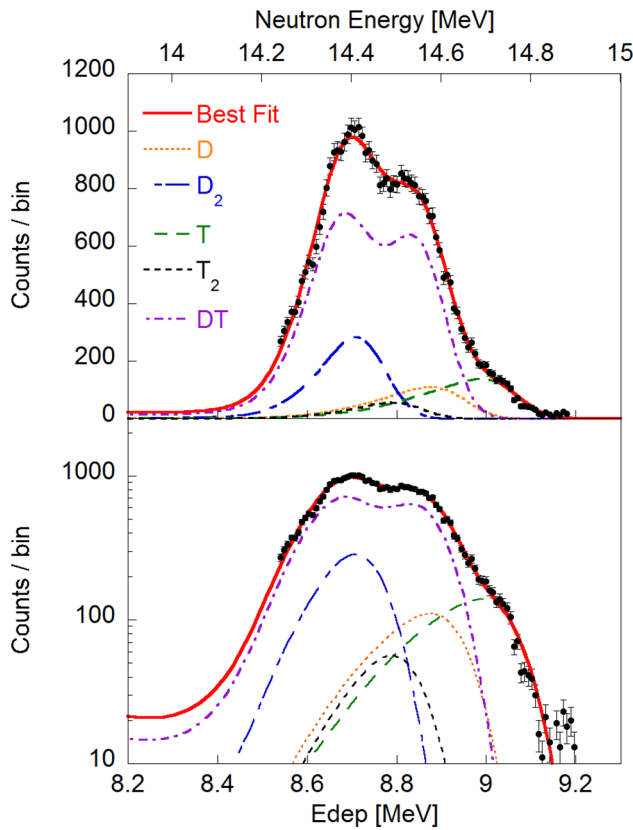 Neutron Energy [MeV]
14 14.2 14.4 14.6 14.8 15
1200
1000
800
600
400
200
0
Counts / bin
Best Fit
D
D2
T
T2
DT
1000
100
10
Counts / bin
8.2 8.4 8.6 8.8 9 9.2
Edep [MeV]